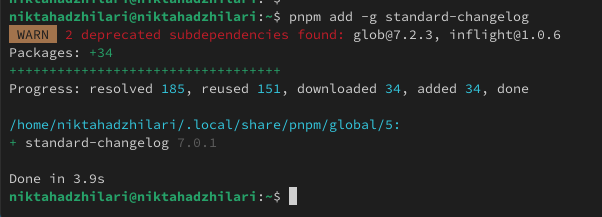 niktahadzhilari@niktahadzhilari:~$ pnpm add -g standard-changelog
WARN 2 deprecated subdependencies found: glob@7.2.3, inflight@1.0.6
Packages: +34
++++++++++++++++++++++++++++++++++
Progress: resolved 185, reused 151, downloaded 34, added 34, done
/home/niktahadzhilari/.local/share/pnpm/global/5:
+ standard-changelog 7.0.1
Done in 3.9s
niktahadzhilari@niktahadzhilari:~$